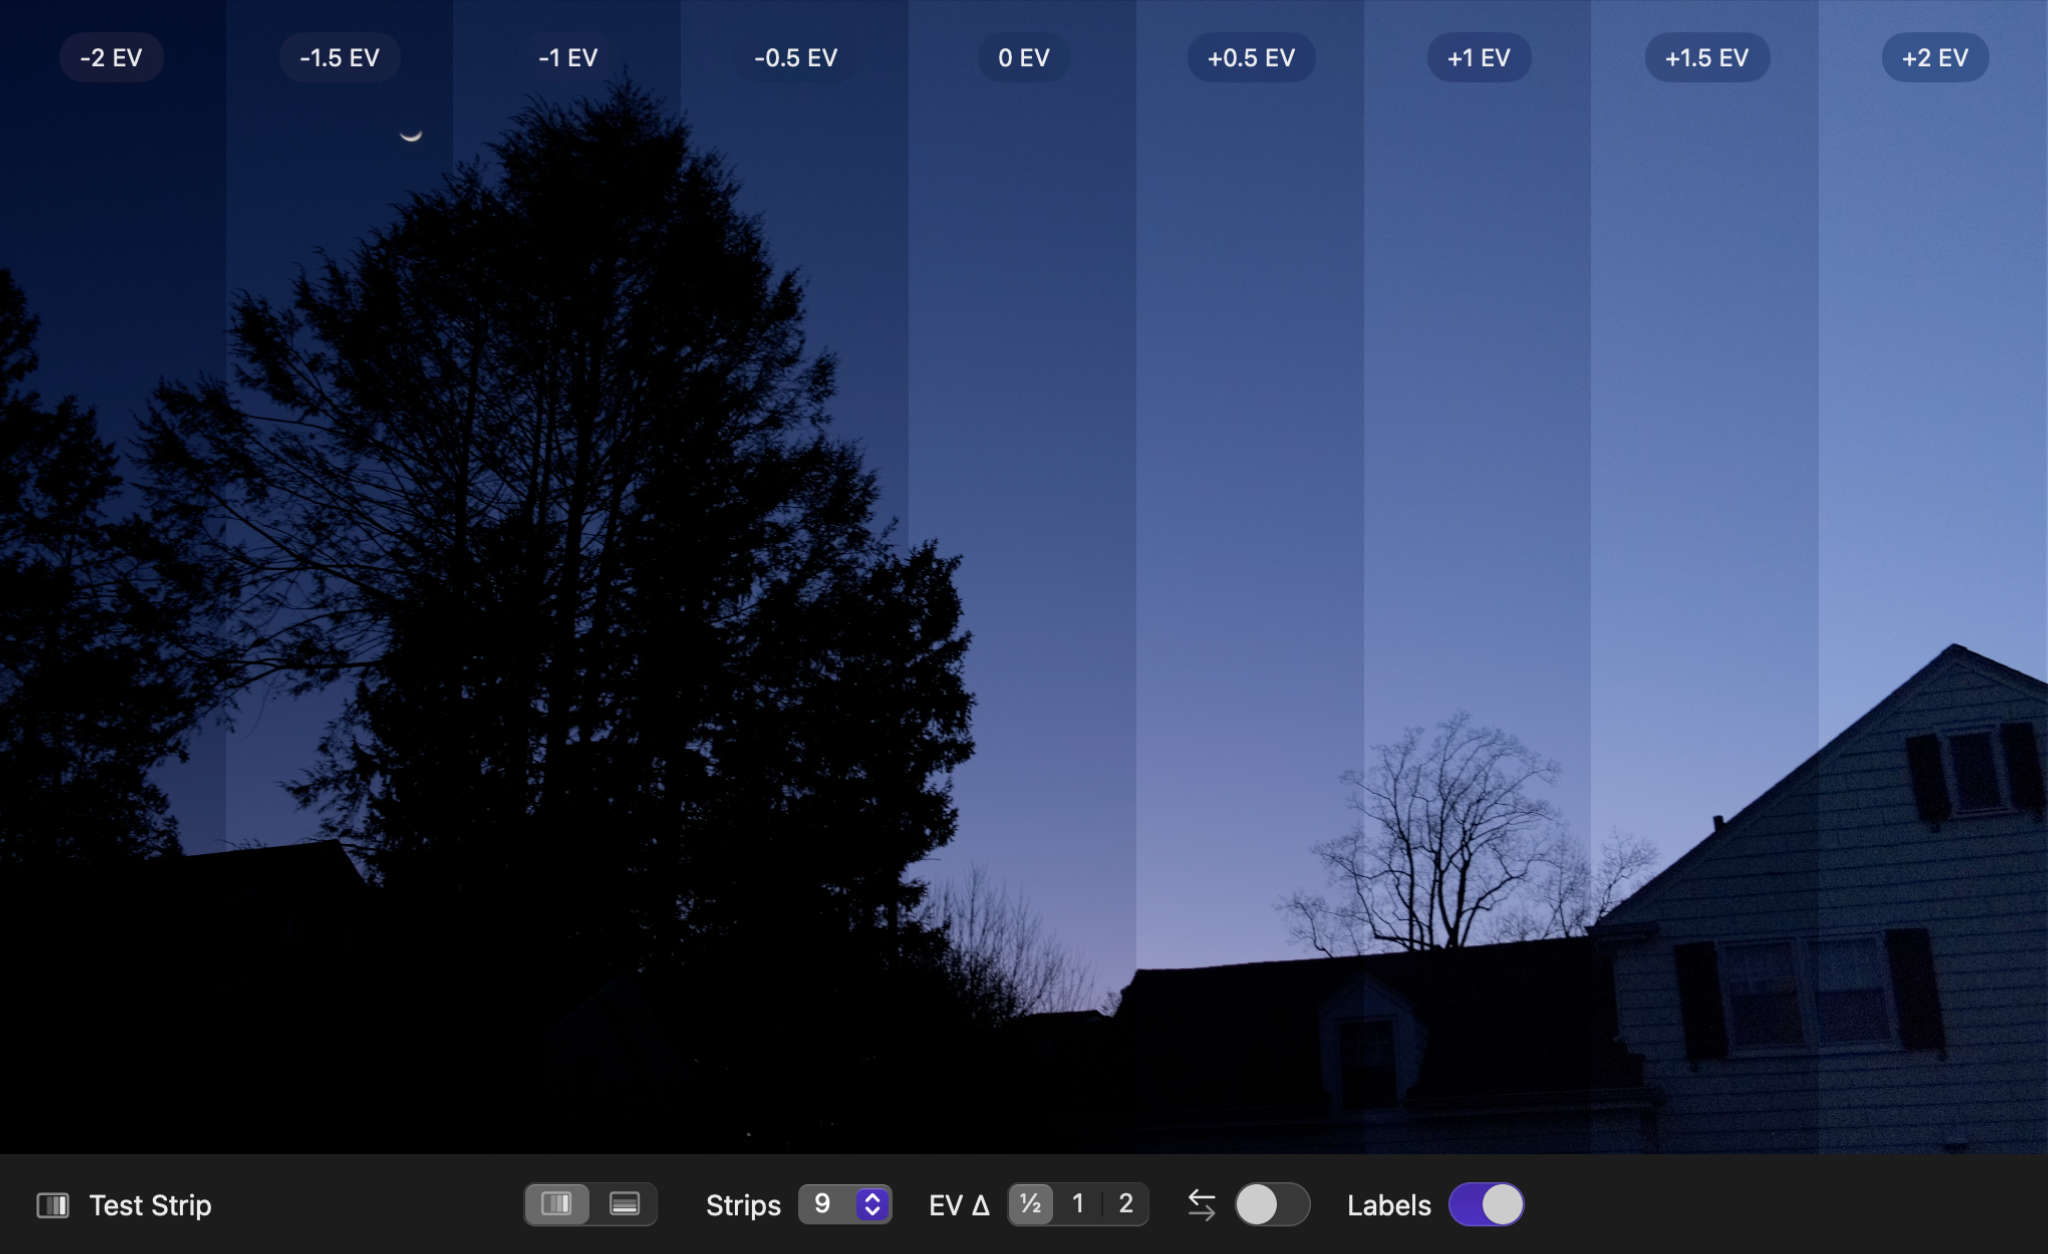 -2 EV
-1.5 EV
-1 EV
-0.5 EV
0 EV
+0.5 EV
+1 EV
+1.5 EV
+2 EV
Test Strip
Strips 9 EV Δ ½ 1 2 Labels